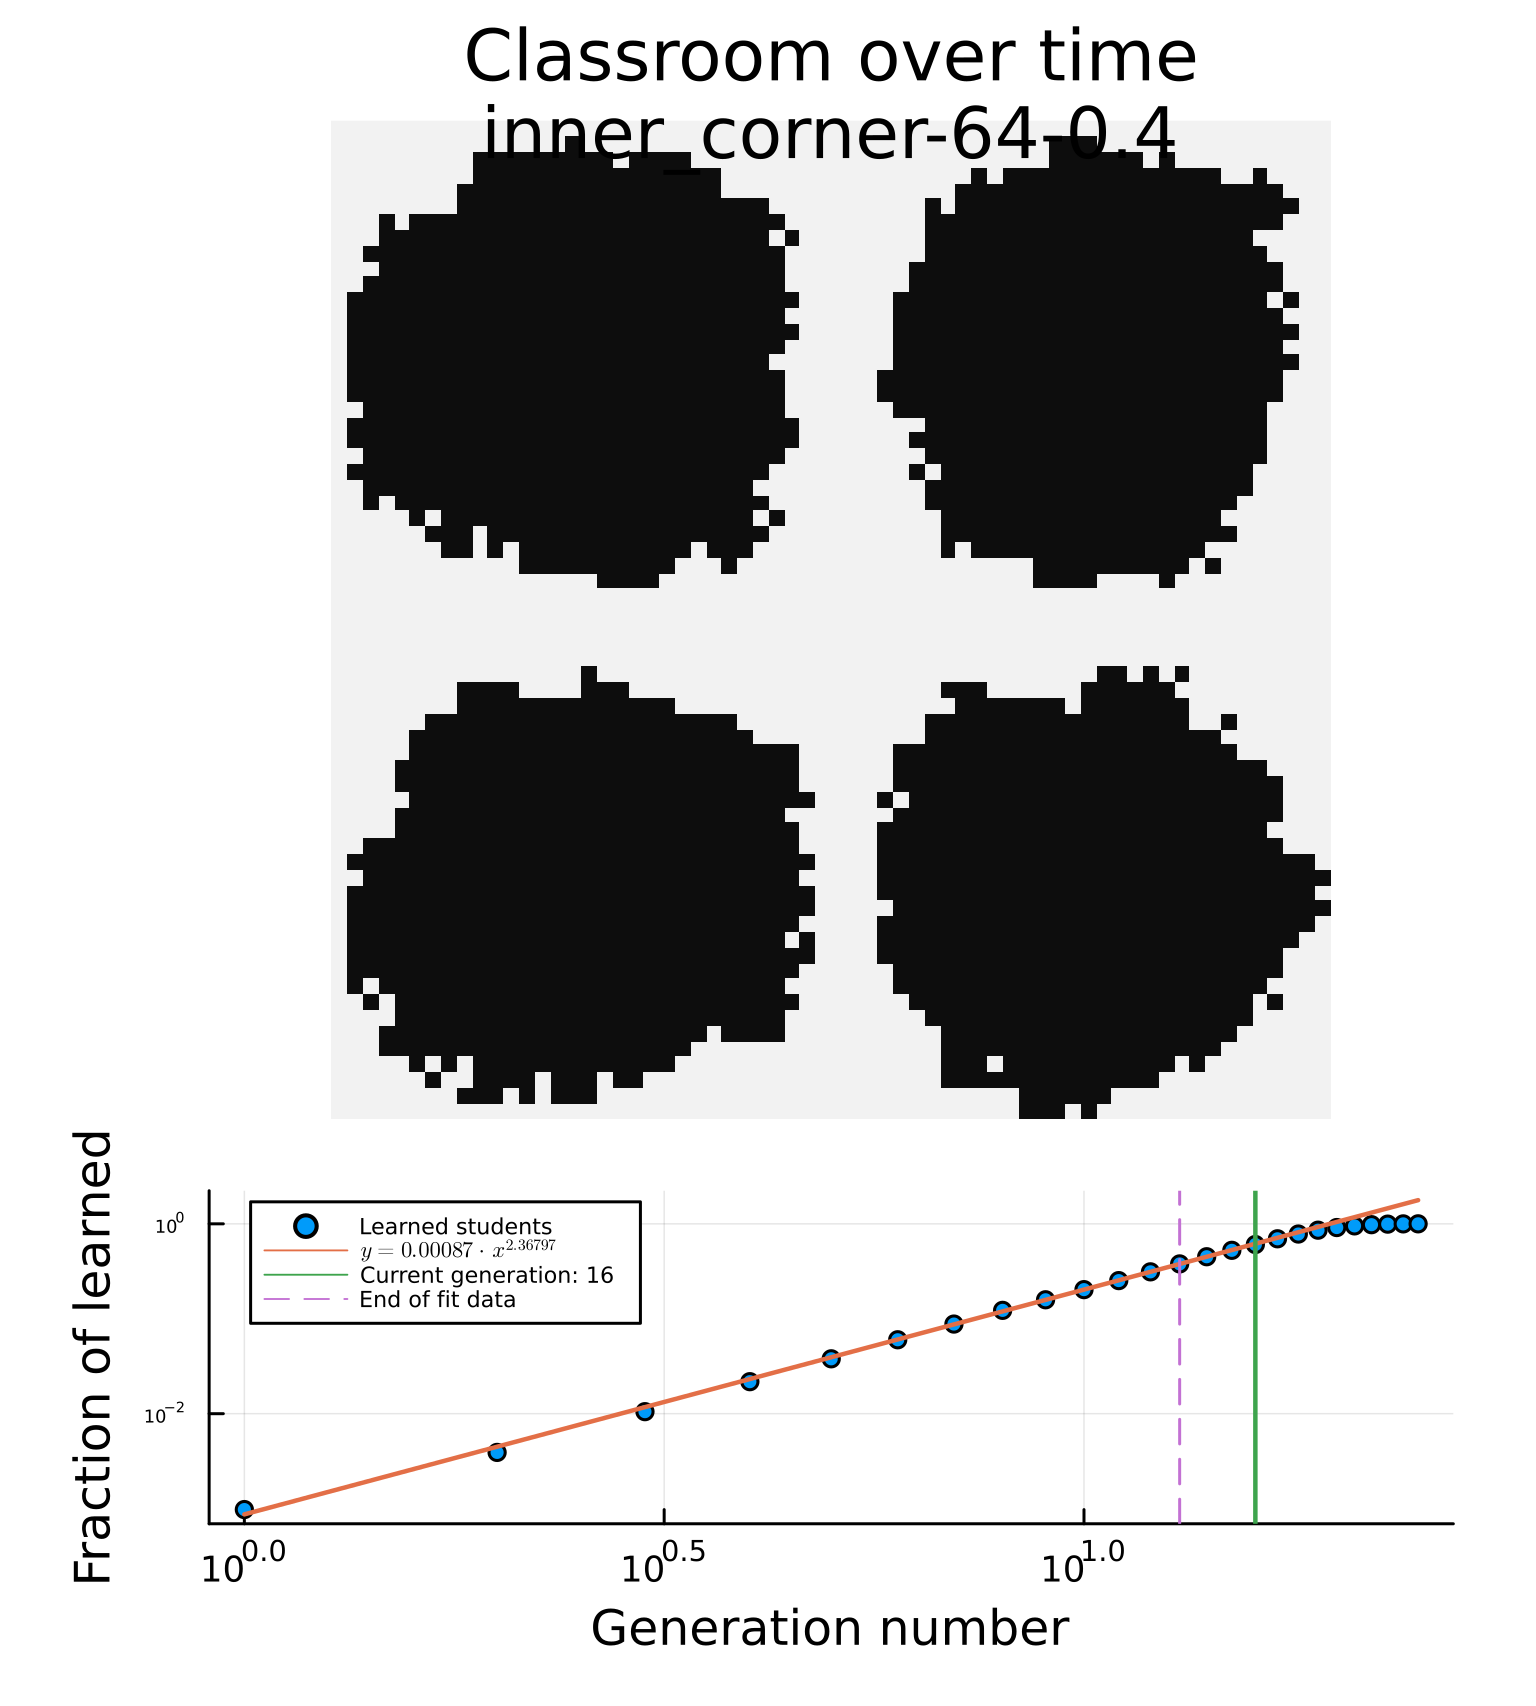 Classroom over time
inner_corner-64-0.4
Fraction of learned
10^0
10^−2
Learned students
y = 0.00087 · x^2.36797
Current generation: 16
End of fit data
10^0.0
10^0.5
10^1.0
Generation number